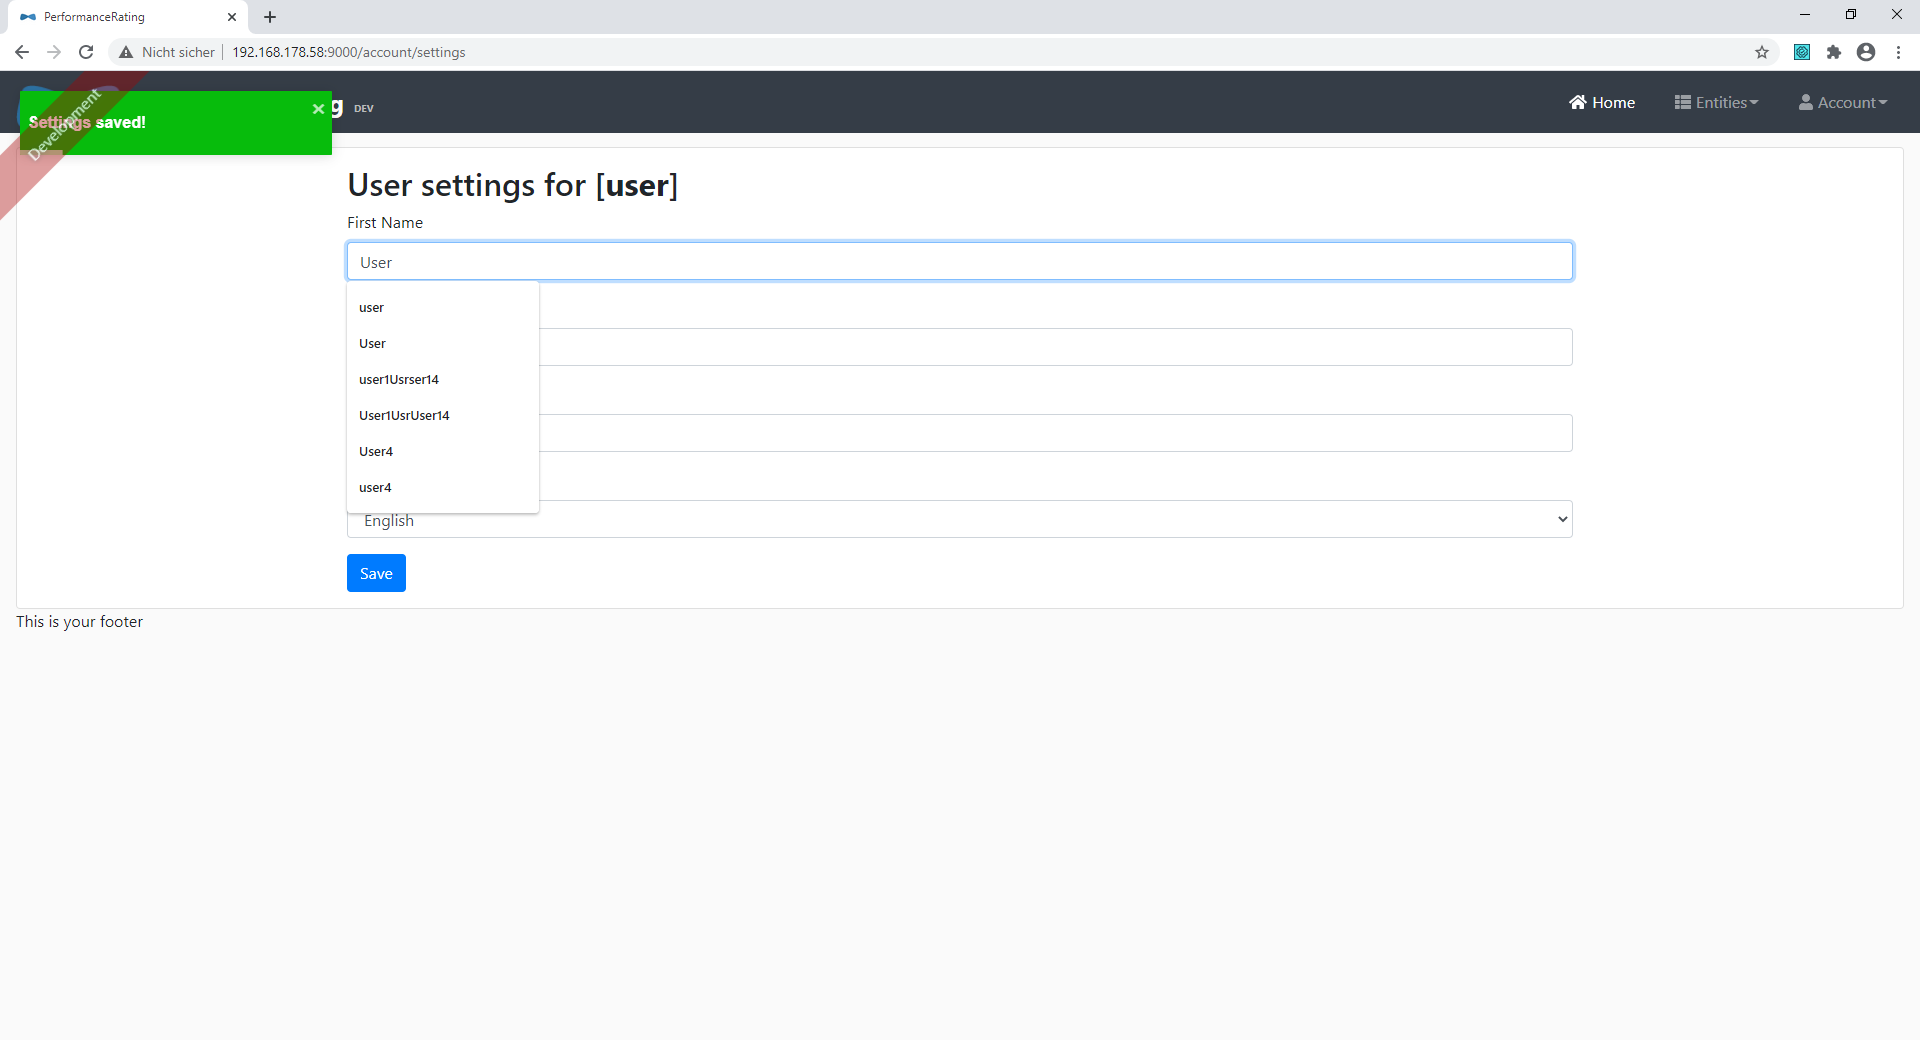 PerformanceRating
Nicht sicher 192.168.178.58:9000/account/settings
g DEV Home Entities Account
Development
Settings saved!
User settings for [user]
First Name
User
user
User
user1Usrser14
User1UsrUser14
User4
user4
English
Save
This is your footer